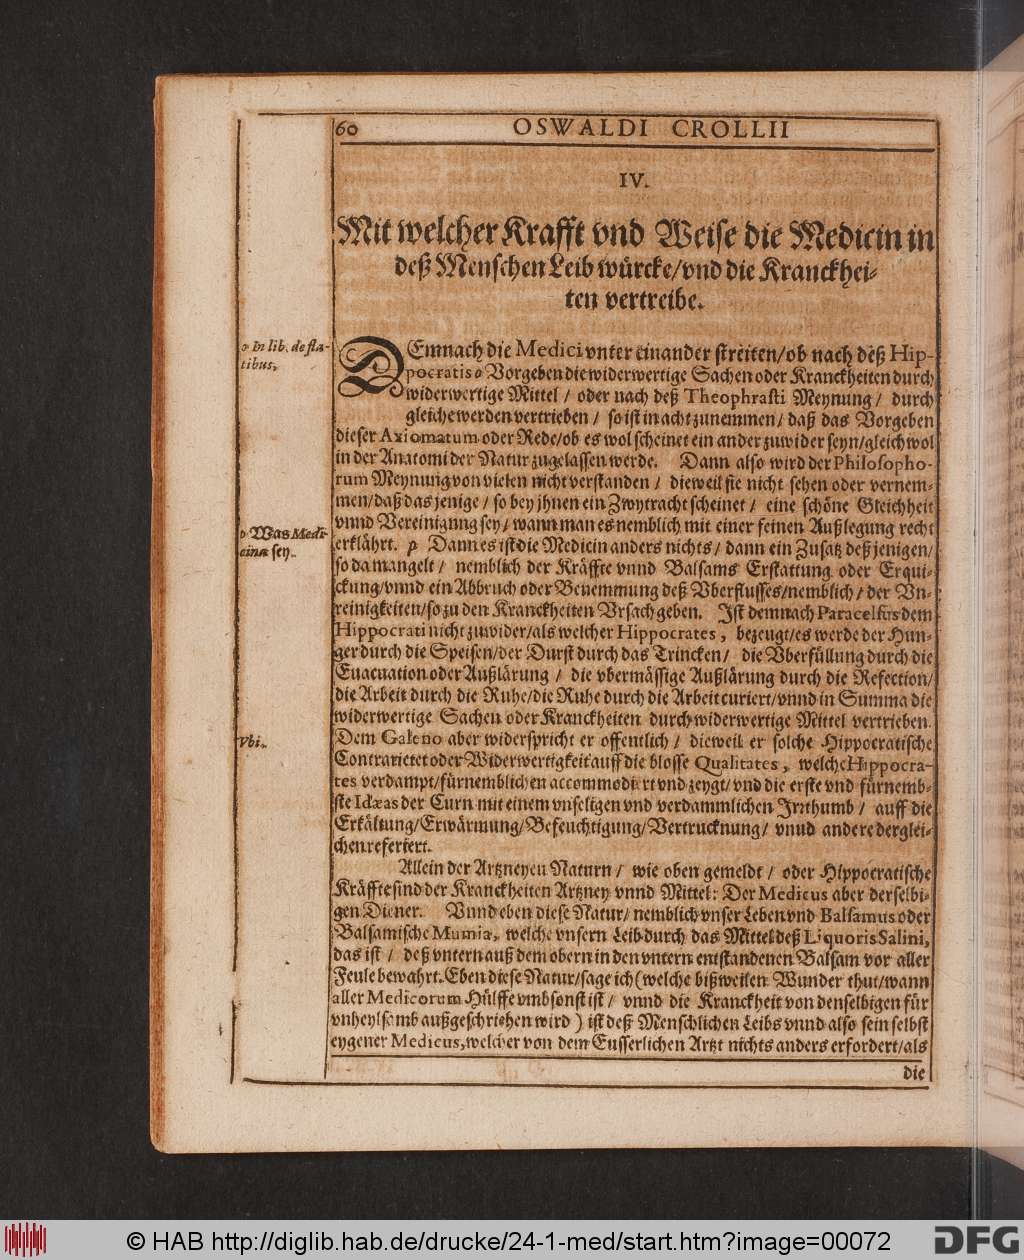 60 OSWALDI CROLLII
IV.
Mit welcher Krafft vnd Weise die Medicin in
deß Menschen Leib würcke/vnd die Kranckhei-
ten vertreibe.
o In lib. de fla-
tibus.
DEmnach die Medici vnter einander streiten/ob nach deß Hip-
pocratis o Vorgeben die widerwertige Sachen oder Kranckheiten durch
widerwertige Mittel / oder nach deß Theophrasti Meynung / durch
gleiche werden vertrieben / so ist in acht zunemmen / daß das Vorgeben
dieser Axiomatum oder Rede/ob es wol scheinet ein ander zuwider seyn/gleichwol
in der Anatomi der Natur zugelassen werde. Dann also wird der Philosopho-
rum Meynung von vielen nicht verstanden / dieweil sie nicht sehen oder vernem-
men/daß das jenige / so bey jhnen ein Zwytracht scheinet / eine schöne Gleichheit
vnnd Vereinigung sey / wann man es nemblich mit einer feinen Außlegung recht
p Was Medi-
cina sey.
erklährt. p Dann es ist die Medicin anders nichts / dann ein Zusatz deß jenigen/
so da mangelt / nemblich der Kräffte vnnd Balsams Erstattung oder Erqui-
ckung/vnnd ein Abbruch oder Benemmung deß Vberflusses/nemblich / der Vn-
reinigkeiten/so zu den Kranckheiten Vrsach geben. Ist demnach Paracelsus dem
Hippocrati nicht zuwider/als welcher Hippocrates, bezeugt/es werde der Hun-
ger durch die Speisen/der Durst durch das Trincken / die Vberfüllung durch die
Euacuation oder Außlärung / die vbermässige Außlärung durch die Refection/
die Arbeit durch die Ruhe/die Ruhe durch die Arbeit curiert/vnnd in Summa die
widerwertige Sachen oder Kranckheiten durch widerwertige Mittel vertrieben.
Vbi.
Dem Galeno aber widerspricht er offentlich / dieweil er solche Hippocratische
Contrarietet oder Widerwertigkeit auff die blosse Qualitates, welche Hippocra-
tes verdampt/fürnemblichen accommodiert vnd zeygt/vnd die erste vnd fürnemb-
ste Idæas der Curn mit einem vnseligen vnd verdammlichen Irrthumb / auff die
Erkältung/Erwärmung/Befeuchtigung/Vertrucknung/ vnnd andere derglei-
chen referiert.
Allein der Artzneyen Naturn / wie oben gemeldt / oder Hippocratische
Kräffte sind der Kranckheiten Artzney vnnd Mittel: Der Medicus aber derselbi-
gen Diener. Vnnd eben diese Natur/ nemblich vnser Leben vnd Balsamus oder
Balsamische Mumia, welche vnsern Leib durch das Mittel deß Liquoris Salini,
das ist / deß vntern auß dem obern in den vntern entstandenen Balsam vor aller
Feule bewahrt. Eben diese Natur/sage ich (welche bißweilen Wunder thut/wann
aller Medicorum Hülffe vmbsonst ist / vnnd die Kranckheit von denselbigen für
vnheylsamb außgeschriehen wird) ist deß Menschlichen Leibs vnnd also sein selbst
eygener Medicus, welcher von dem Eusserlichen Artzt nichts anders erfordert/als
die
© HAB http://diglib.hab.de/drucke/24-1-med/start.htm?image=00072
DFG